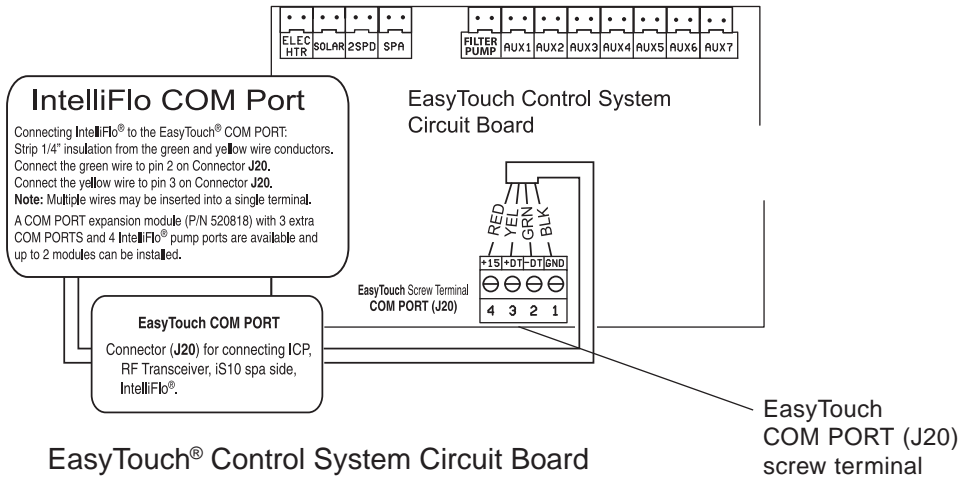 ELEC
HTR
SOLAR
2SPD
SPA
FILTER
PUMP
AUX1
AUX2
AUX3
AUX4
AUX5
AUX6
AUX7
IntelliFlo COM Port
Connecting IntelliFlo® to the EasyTouch® COM PORT:
Strip 1/4" insulation from the green and yellow wire conductors.
Connect the green wire to pin 2 on Connector J20.
Connect the yellow wire to pin 3 on Connector J20.
Note: Multiple wires may be inserted into a single terminal.
A COM PORT expansion module (P/N 520818) with 3 extra
COM PORTS and 4 IntelliFlo® pump ports are available and
up to 2 modules can be installed.
EasyTouch Control System
Circuit Board
RED
YEL
GRN
BLK
+15 +DT -DT GND
EasyTouch Screw Terminal
COM PORT (J20)
4 3 2 1
EasyTouch COM PORT
Connector (J20) for connecting ICP,
RF Transceiver, iS10 spa side,
IntelliFlo®.
EasyTouch
COM PORT (J20)
screw terminal
EasyTouch® Control System Circuit Board